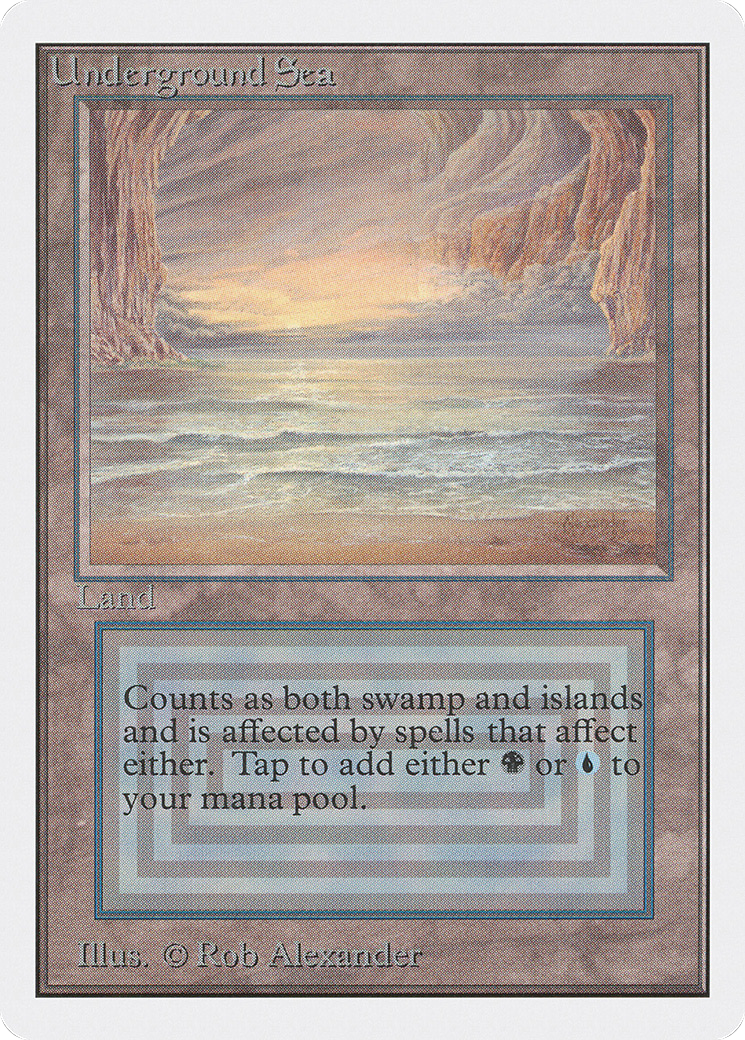 Underground Sea
Alexander
Land
Counts as both swamp and islands
and is affected by spells that affect
either. Tap to add either or to
your mana pool.
Illus. © Rob Alexander